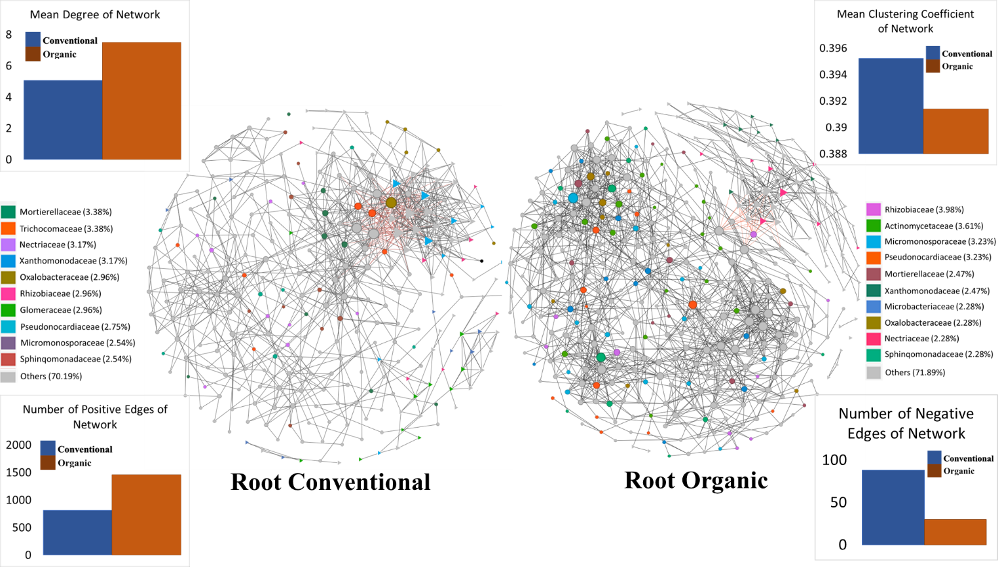 Mean Degree of Network
8
6
4
2
0
Conventional
Organic
Mean Clustering Coefficient
of Network
0.396
0.394
0.392
0.39
0.388
Conventional
Organic
Mortierellaceae (3.38%)
Trichocomaceae (3.38%)
Nectriaceae (3.17%)
Xanthomonodaceae (3.17%)
Oxalobacteraceae (2.96%)
Rhizobiaceae (2.96%)
Glomeraceae (2.96%)
Pseudonocardiaceae (2.75%)
Micromonosporaceae (2.54%)
Sphinqomonadaceae (2.54%)
Others (70.19%)
Rhizobiaceae (3.98%)
Actinomycetaceae (3.61%)
Micromonosporaceae (3.23%)
Pseudonocardiaceae (3.23%)
Mortierellaceae (2.47%)
Xanthomonodaceae (2.47%)
Microbacteriaceae (2.28%)
Oxalobacteraceae (2.28%)
Nectriaceae (2.28%)
Sphinqomonadaceae (2.28%)
Others (71.89%)
Number of Positive Edges of
Network
2000
1500
1000
500
0
Conventional
Organic
Root Conventional
Root Organic
Number of Negative
Edges of Network
100
50
0
Conventional
Organic